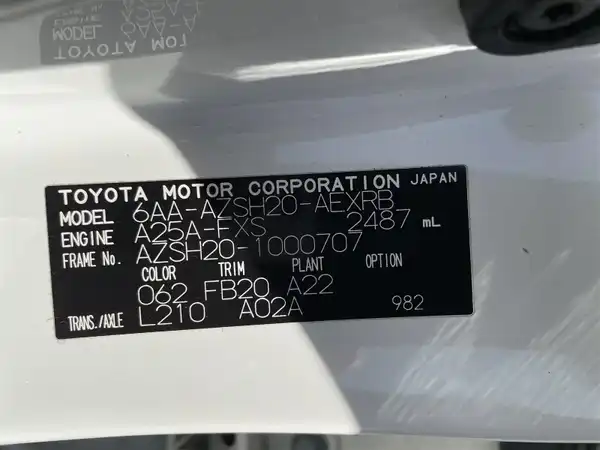 TOYOTA MOTOR CORPORATION JAPAN
MODEL 6AA-AZSH20-AEXRB
ENGINE A25A-FXS 2487 mL
FRAME No. AZSH20-1000707
COLOR TRIM PLANT OPTION
062 FB20 A22
TRANS./AXLE L210 A02A 982